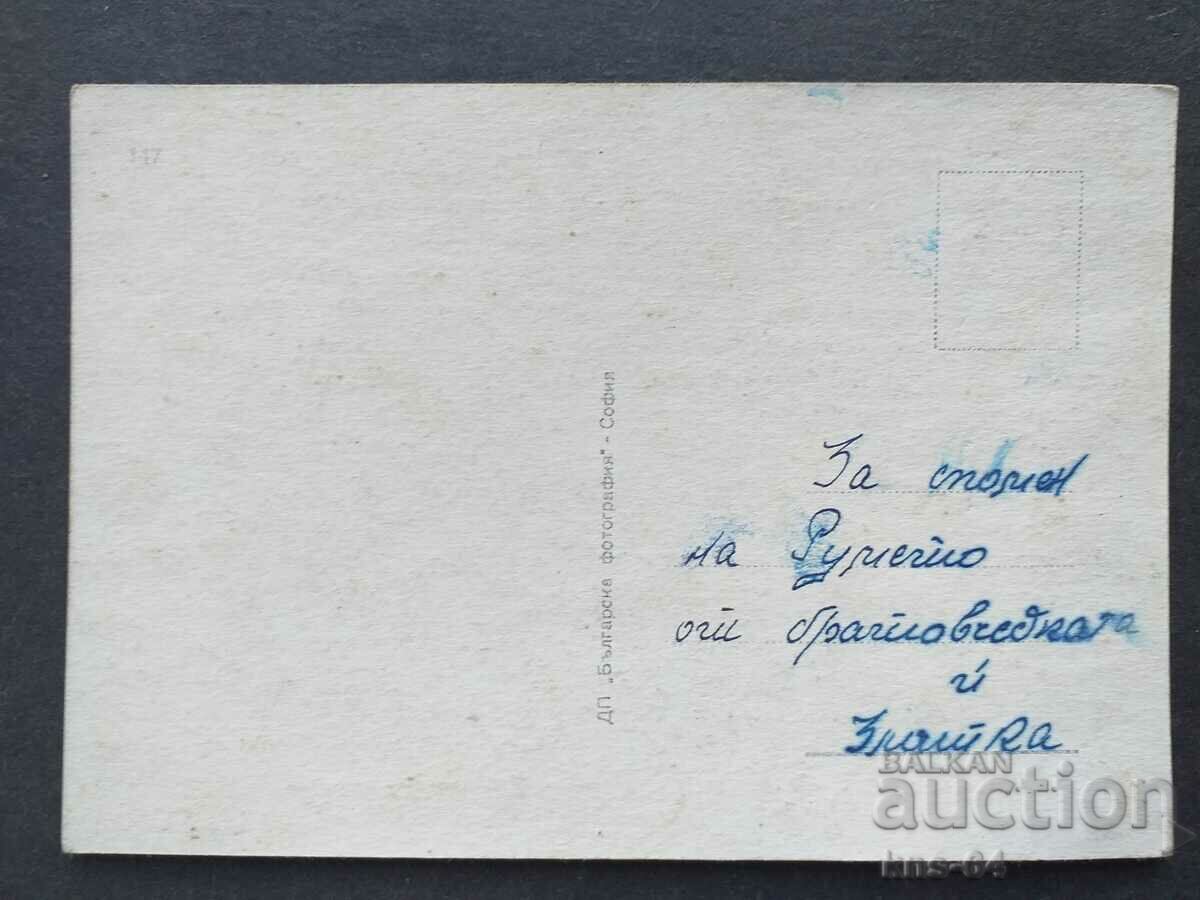 117
ДП „Българска фотография" - София
За спомен
на Румето
от братовчедката
ѝ
Златка
BALKAN
auction
kns-64